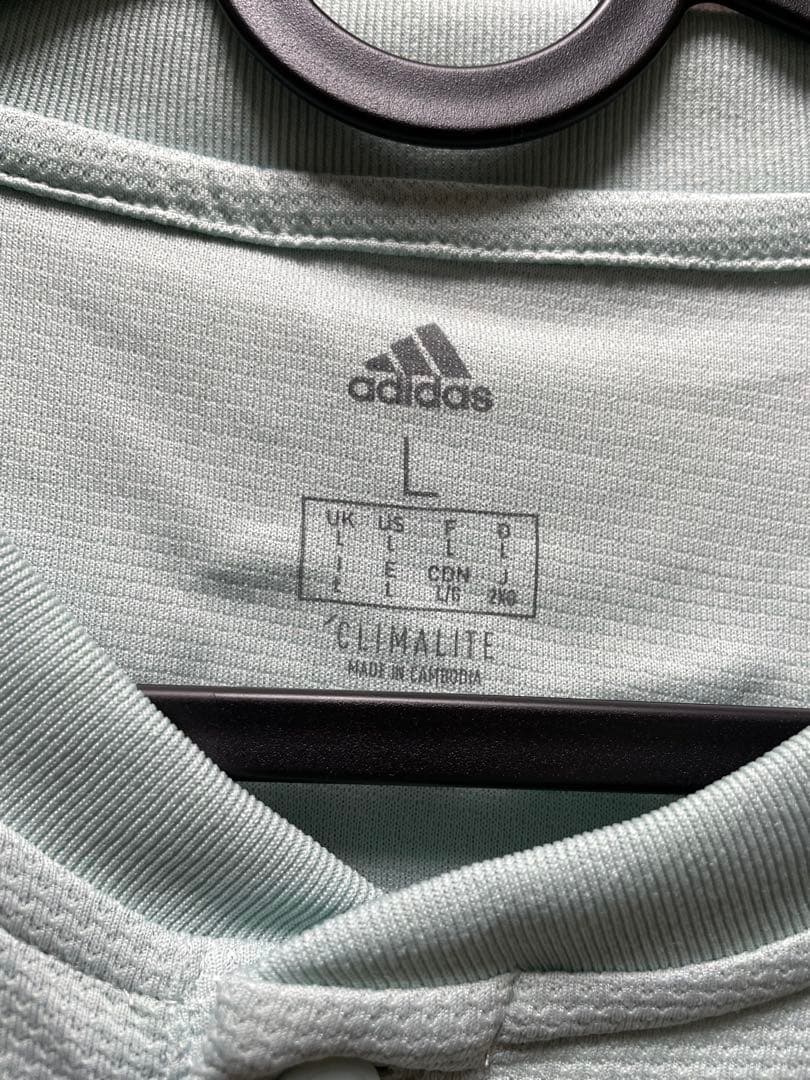 adidas
L
UK US F D
L L L L
I E CDN J
L L L/G 2XO
CLIMALITE
MADE IN CAMBODIA